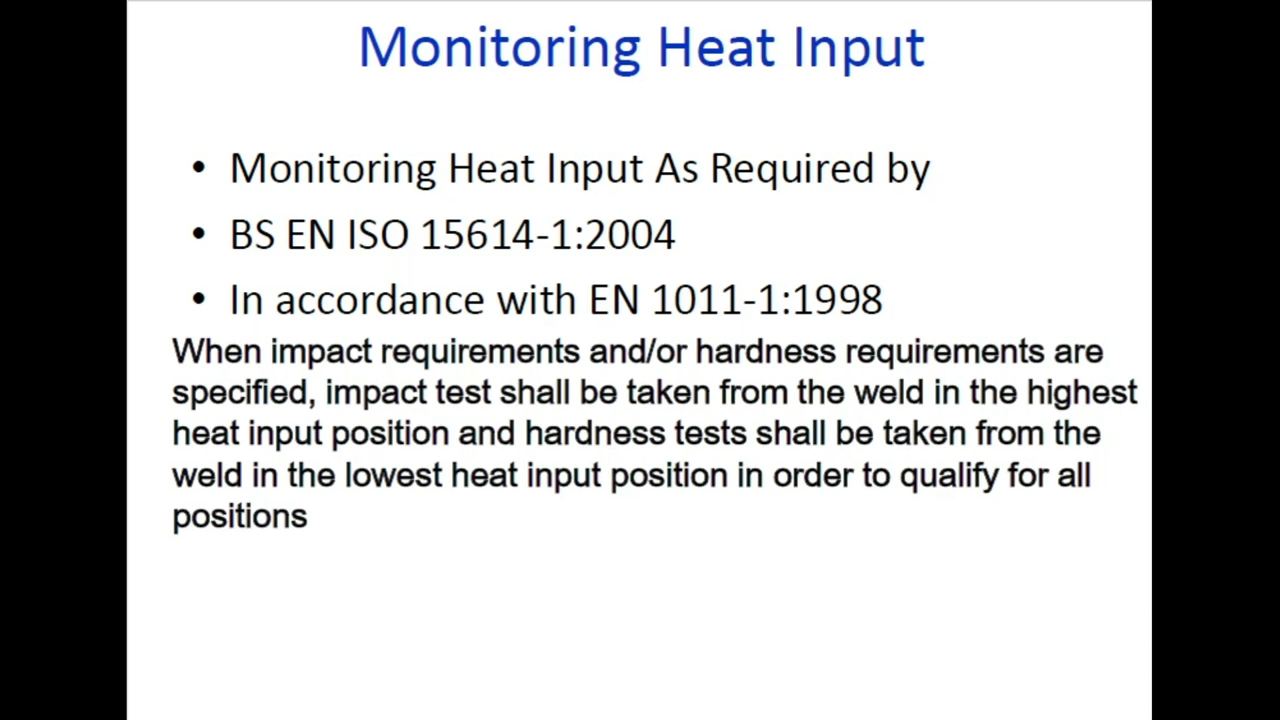 Monitoring Heat Input
• Monitoring Heat Input As Required by
• BS EN ISO 15614-1:2004
• In accordance with EN 1011-1:1998
When impact requirements and/or hardness requirements are
specified, impact test shall be taken from the weld in the highest
heat input position and hardness tests shall be taken from the
weld in the lowest heat input position in order to qualify for all
positions